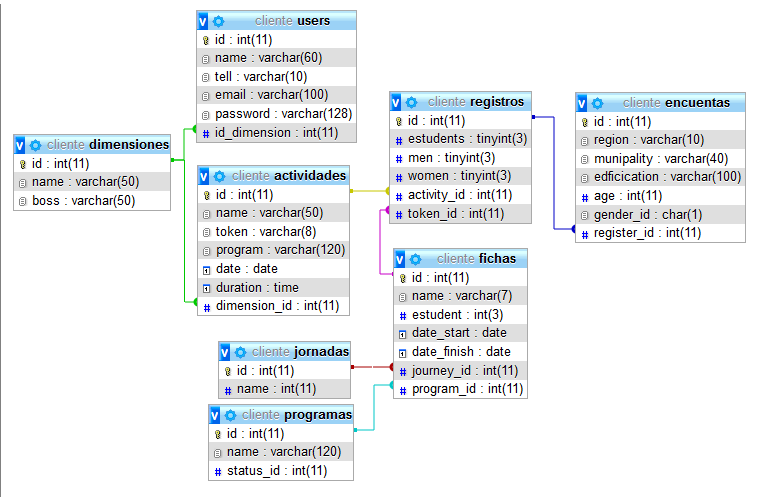 cliente users
id : int(11)
name : varchar(60)
tell : varchar(10)
email : varchar(100)
password : varchar(128)
id_dimension : int(11)
cliente dimensiones
id : int(11)
name : varchar(50)
boss : varchar(50)
cliente actividades
id : int(11)
name : varchar(50)
token : varchar(8)
program : varchar(120)
date : date
duration : time
dimension_id : int(11)
cliente registros
id : int(11)
estudents : tinyint(3)
men : tinyint(3)
women : tinyint(3)
activity_id : int(11)
token_id : int(11)
cliente encuentas
id : int(11)
region : varchar(10)
munipality : varchar(40)
edficication : varchar(100)
age : int(11)
gender_id : char(1)
register_id : int(11)
cliente fichas
id : int(11)
name : varchar(7)
estudent : int(3)
date_start : date
date_finish : date
journey_id : int(11)
program_id : int(11)
cliente jornadas
id : int(11)
name : int(11)
cliente programas
id : int(11)
name : varchar(120)
status_id : int(11)